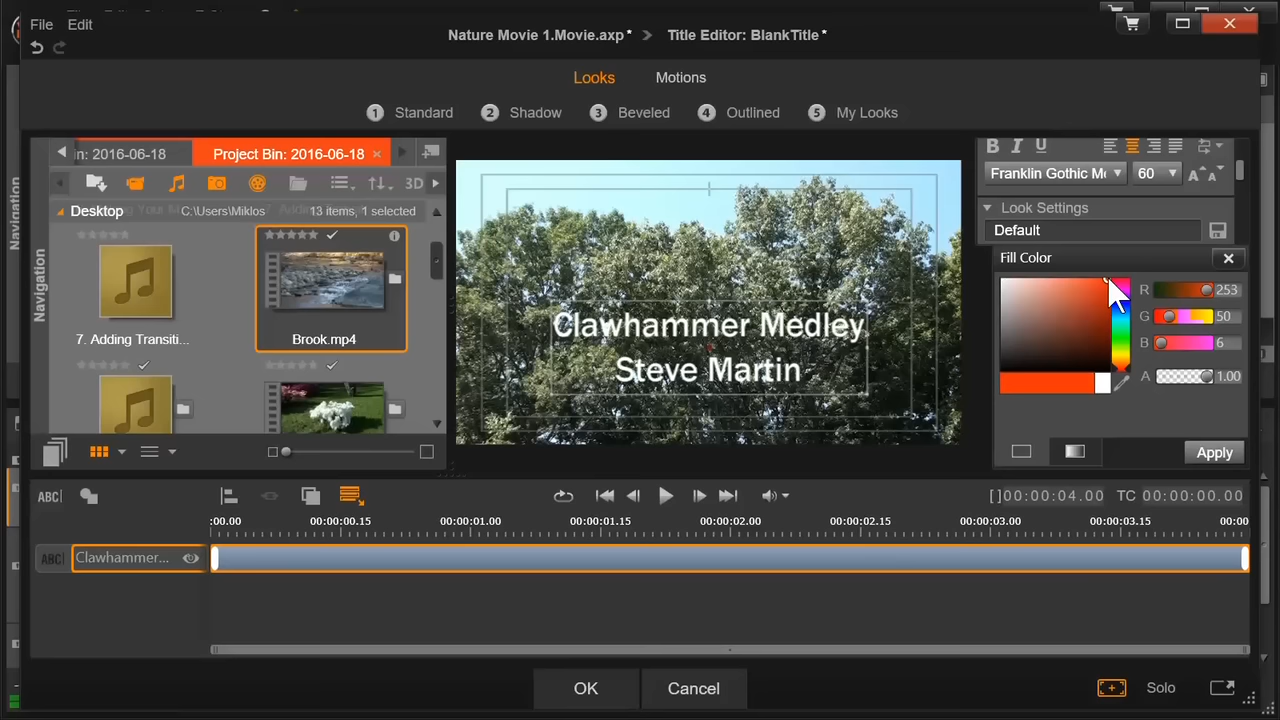 File Edit
Nature Movie 1.Movie.axp* > Title Editor: BlankTitle*
Looks Motions
1 Standard 2 Shadow 3 Beveled 4 Outlined 5 My Looks
in: 2016-06-18 Project Bin: 2016-06-18 ×
3D
Desktop C:\Users\Miklos 13 items, 1 selected
Navigation
7. Adding Transiti...
Brook.mp4
Clawhammer Medley
Steve Martin
B I U
Franklin Gothic Me 60 A A
Look Settings
Default
Fill Color
R 253
G 50
B 6
A 1.00
Apply
ABC
[]00:00:04.00 TC 00:00:00.00
:00.00 00:00:00.15 00:00:01.00 00:00:01.15 00:00:02.00 00:00:02.15 00:00:03.00 00:00:03.15 00:00
ABC Clawhammer...
OK Cancel Solo